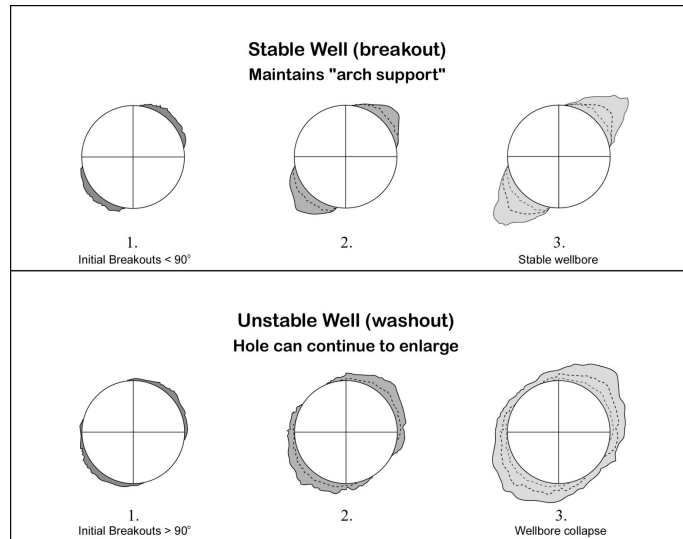 Stable Well (breakout)
Maintains "arch support"
1.
2.
3.
Initial Breakouts < 90°
Stable wellbore
Unstable Well (washout)
Hole can continue to enlarge
1.
2.
3.
Initial Breakouts > 90°
Wellbore collapse